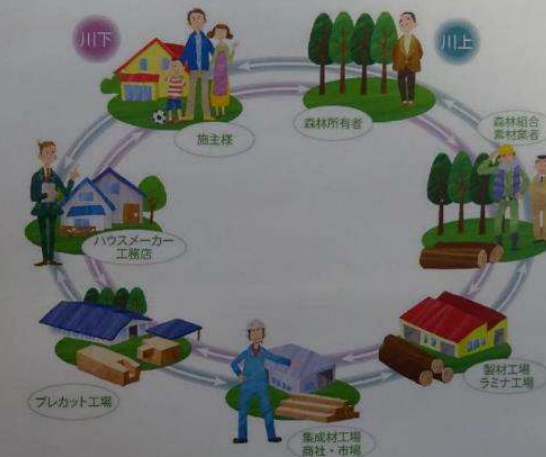 川下
川上
施主様
森林所有者
森林組合
素材業者
ハウスメーカー
工務店
製材工場
ラミナ工場
プレカット工場
集成材工場
商社・市場